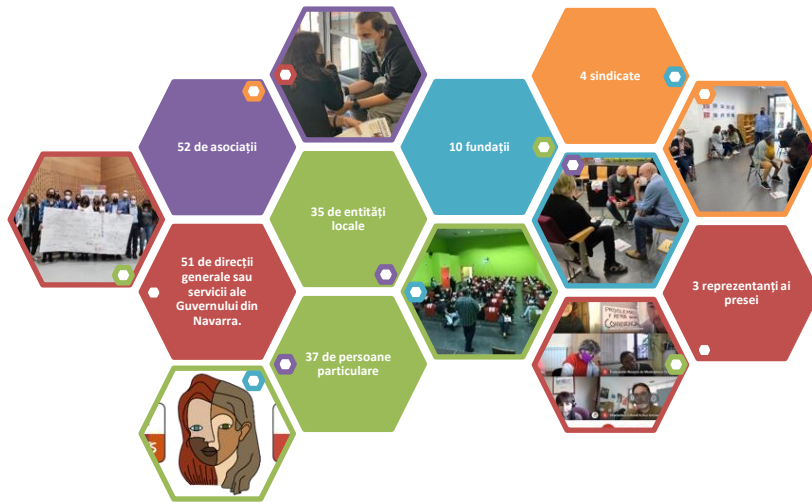 4 sindicate
52 de asociații
10 fundații
35 de entități
locale
51 de direcții
generale sau
servicii ale
Guvernului din
Navarra.
3 reprezentanți ai
presei
37 de persoane
particulare